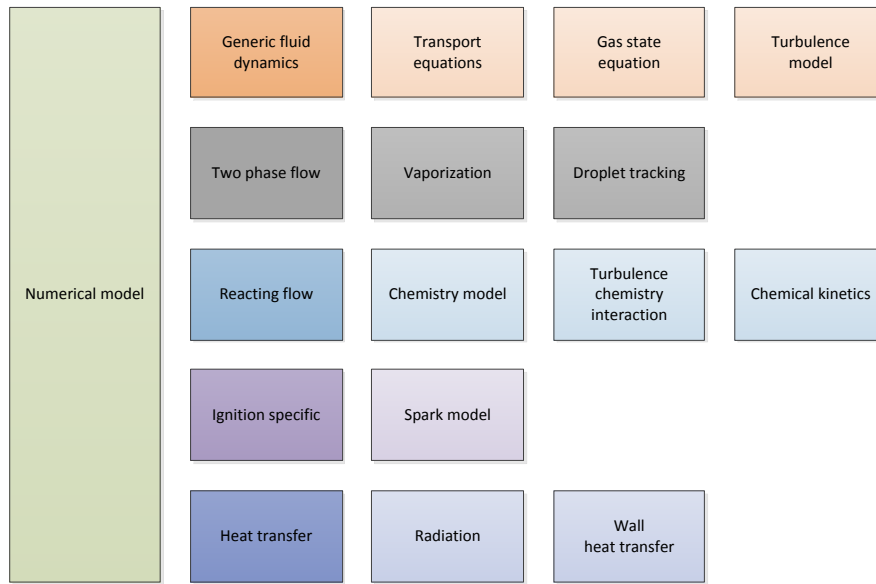 Numerical model
Generic fluid
dynamics
Transport
equations
Gas state
equation
Turbulence
model
Two phase flow
Vaporization
Droplet tracking
Reacting flow
Chemistry model
Turbulence
chemistry
interaction
Chemical kinetics
Ignition specific
Spark model
Heat transfer
Radiation
Wall
heat transfer